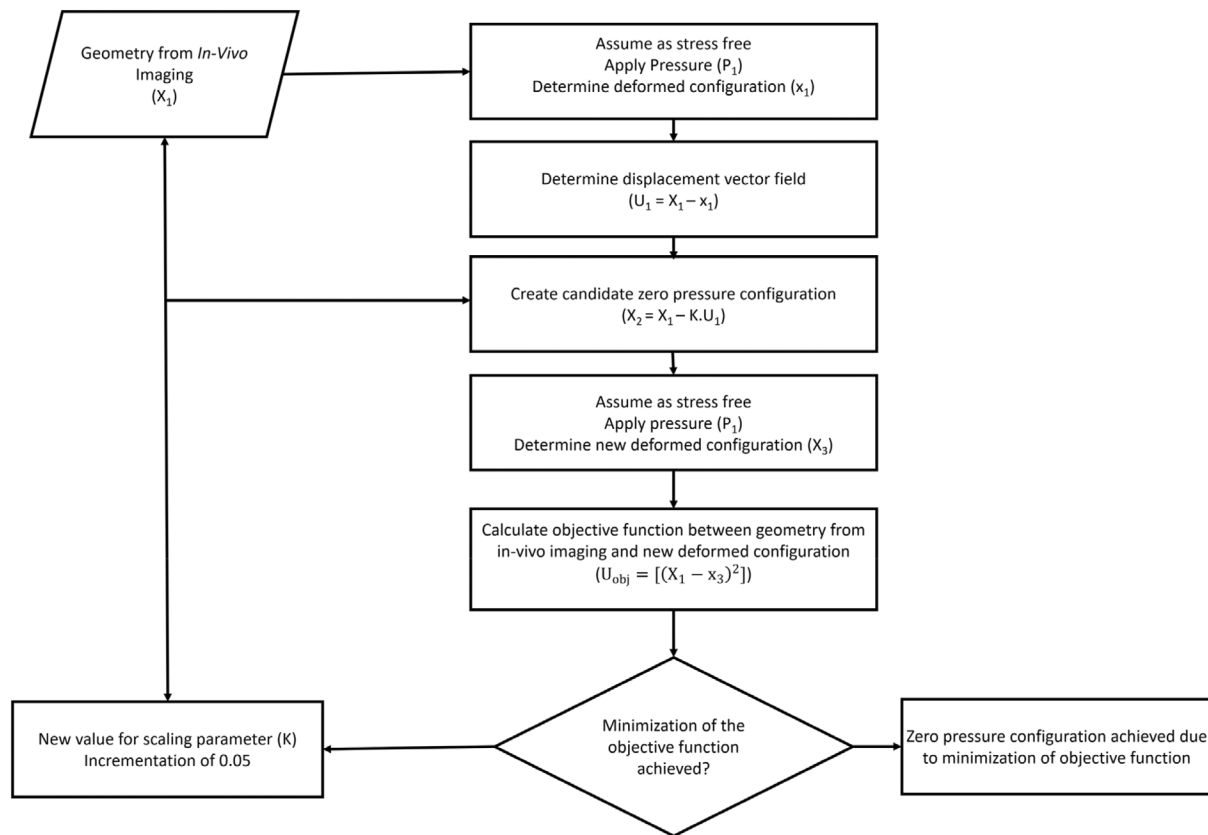 Geometry from In-Vivo
Imaging
(X₁)
Assume as stress free
Apply Pressure (P₁)
Determine deformed configuration (x₁)
Determine displacement vector field
(U₁ = X₁ – x₁)
Create candidate zero pressure configuration
(X₂ = X₁ – K.U₁)
Assume as stress free
Apply pressure (P₁)
Determine new deformed configuration (X₃)
Calculate objective function between geometry from
in-vivo imaging and new deformed configuration
(U_obj = [(X₁ − x₃)²])
Minimization of the
objective function
achieved?
New value for scaling parameter (K)
Incrementation of 0.05
Zero pressure configuration achieved due
to minimization of objective function